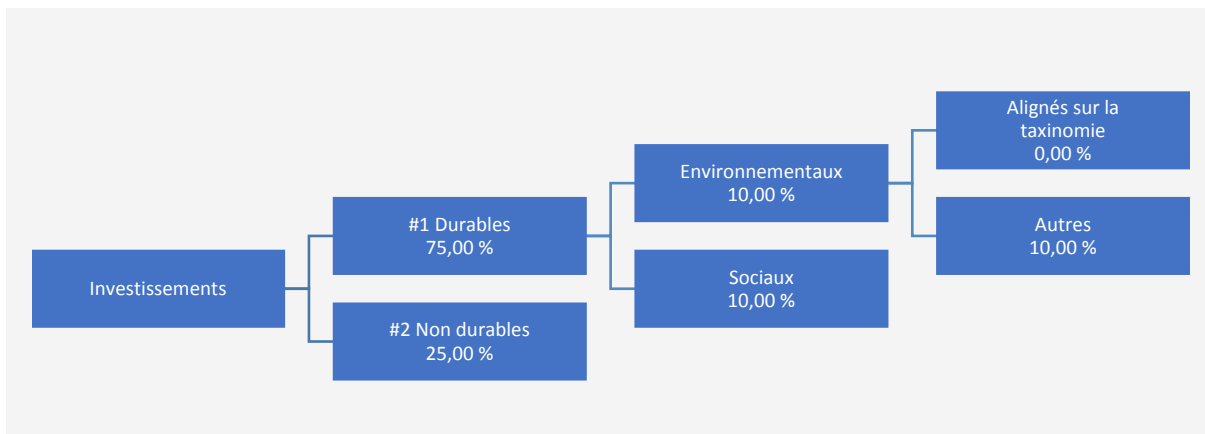 Investissements
#1 Durables
75,00 %
#2 Non durables
25,00 %
Environnementaux
10,00 %
Sociaux
10,00 %
Alignés sur la
taxinomie
0,00 %
Autres
10,00 %